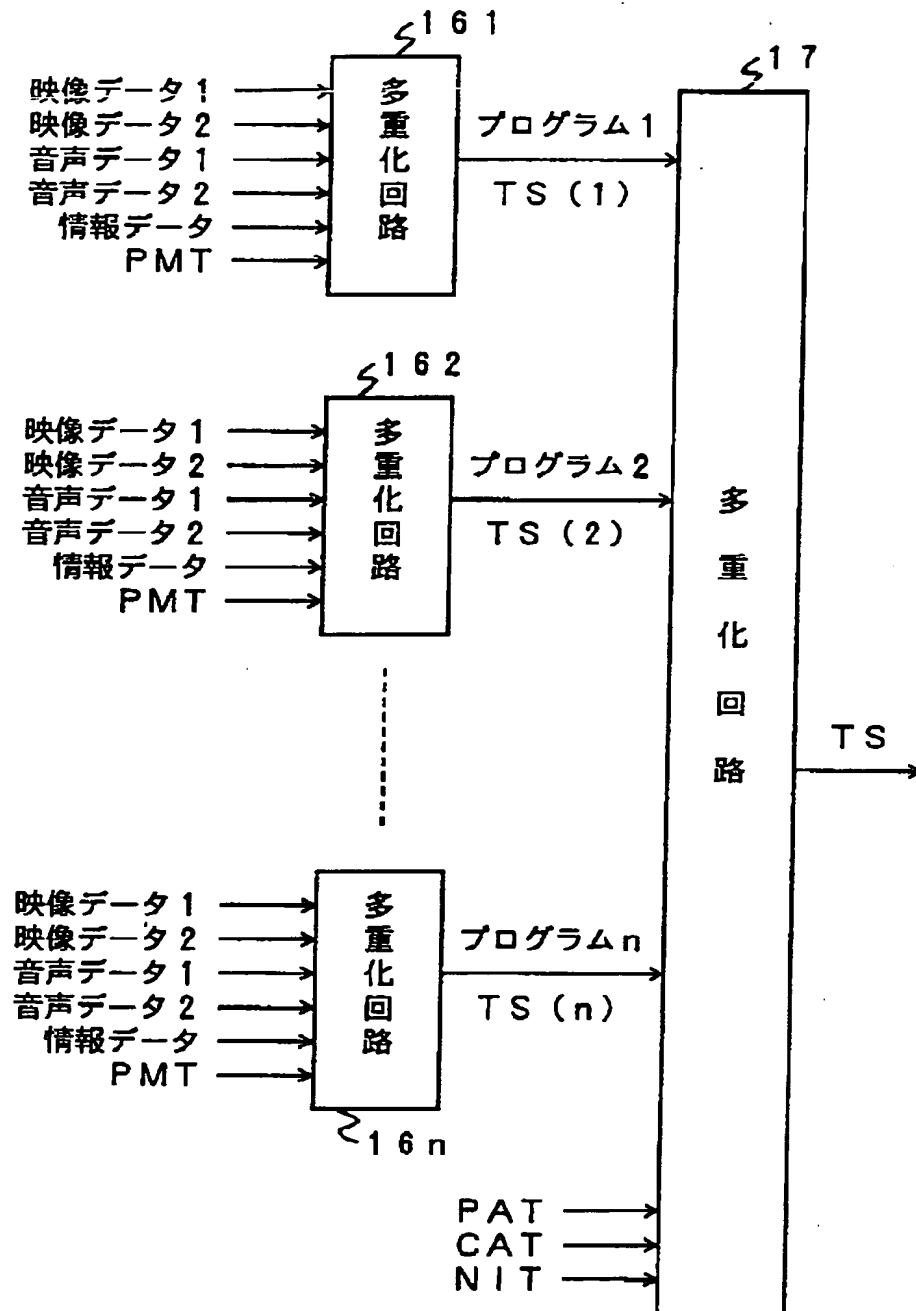 161
映像データ1
映像データ2
音声データ1
音声データ2
情報データ
PMT
多重化回路
プログラム1
TS(1)
17
162
映像データ1
映像データ2
音声データ1
音声データ2
情報データ
PMT
多重化回路
プログラム2
TS(2)
多重化回路
TS
映像データ1
映像データ2
音声データ1
音声データ2
情報データ
PMT
多重化回路
プログラムn
TS(n)
16n
PAT
CAT
NIT